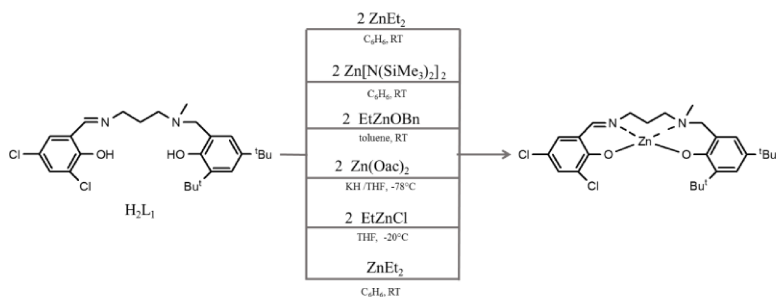 2 ZnEt₂
C₆H₆, RT
2 Zn[N(SiMe₃)₂]₂
C₆H₆, RT
2 EtZnOBn
toluene, RT
2 Zn(Oac)₂
KH /THF, -78°C
2 EtZnCl
THF, -20°C
ZnEt₂
C₆H₆, RT
N N
OH HO
Cl Cl
ᵗBu
Buᵗ
H₂L₁
N N
Zn
O O
Cl Cl
ᵗBu
Buᵗ